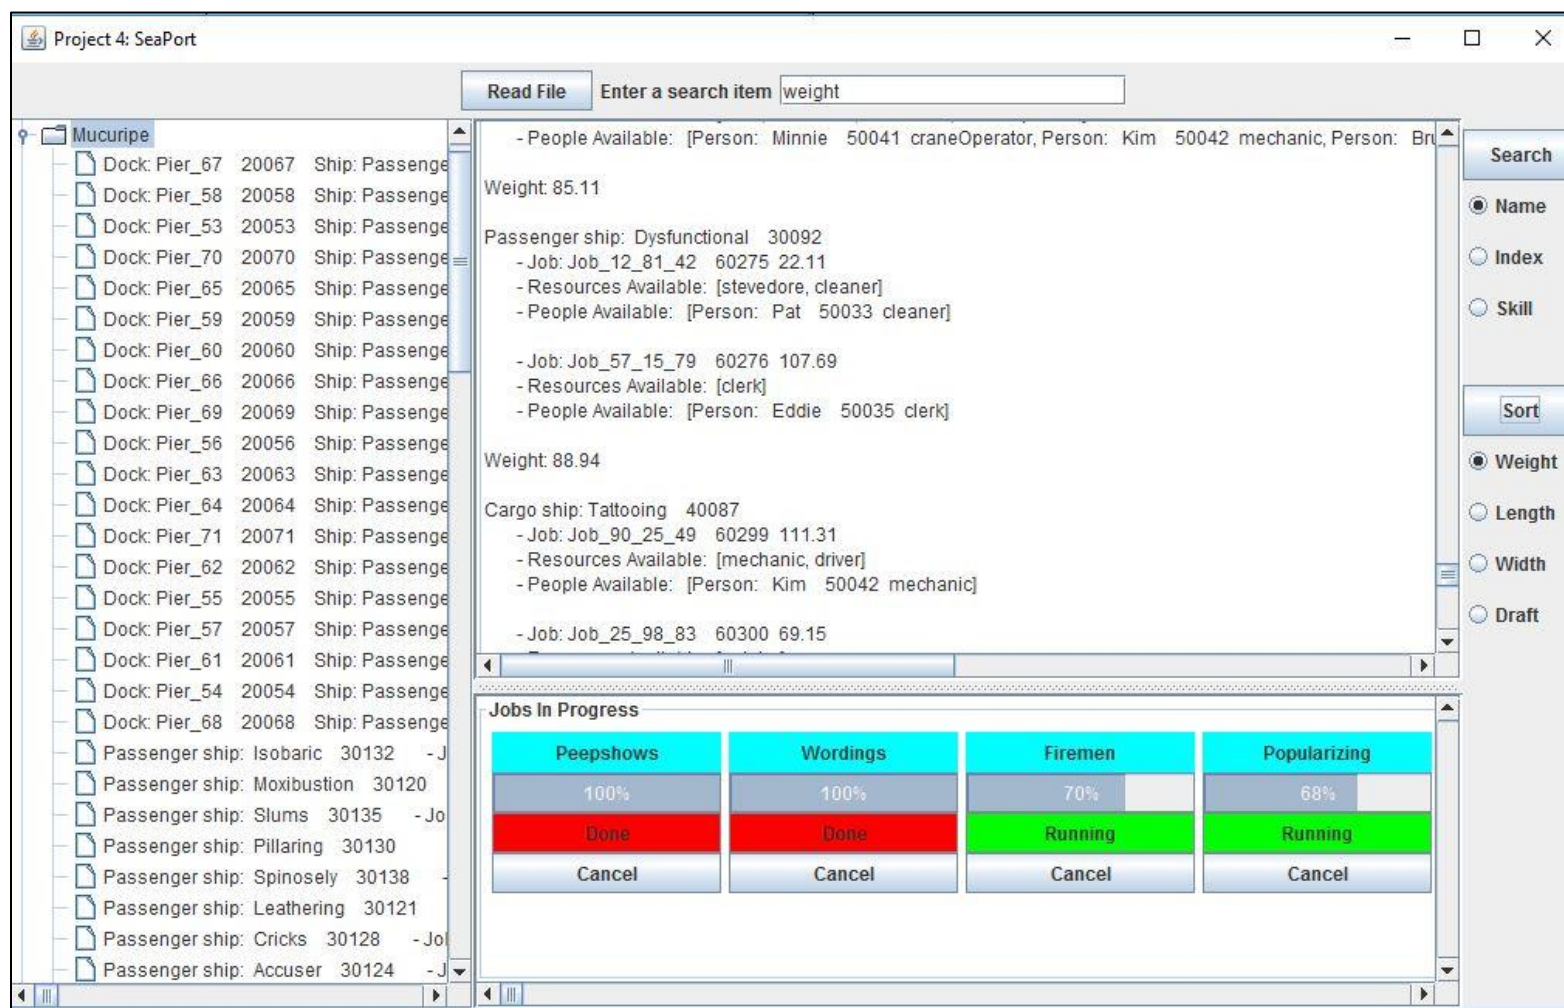 Project 4: SeaPort
Read File Enter a search item weight
Mucuripe
Dock: Pier_67 20067 Ship: Passenge
Dock: Pier_58 20058 Ship: Passenge
Dock: Pier_53 20053 Ship: Passenge
Dock: Pier_70 20070 Ship: Passenge
Dock: Pier_65 20065 Ship: Passenge
Dock: Pier_59 20059 Ship: Passenge
Dock: Pier_60 20060 Ship: Passenge
Dock: Pier_66 20066 Ship: Passenge
Dock: Pier_69 20069 Ship: Passenge
Dock: Pier_56 20056 Ship: Passenge
Dock: Pier_63 20063 Ship: Passenge
Dock: Pier_64 20064 Ship: Passenge
Dock: Pier_71 20071 Ship: Passenge
Dock: Pier_62 20062 Ship: Passenge
Dock: Pier_55 20055 Ship: Passenge
Dock: Pier_57 20057 Ship: Passenge
Dock: Pier_61 20061 Ship: Passenge
Dock: Pier_54 20054 Ship: Passenge
Dock: Pier_68 20068 Ship: Passenge
Passenger ship: Isobaric 30132 - J
Passenger ship: Moxibustion 30120
Passenger ship: Slums 30135 - Jo
Passenger ship: Pillaring 30130
Passenger ship: Spinosely 30138 -
Passenger ship: Leathering 30121
Passenger ship: Cricks 30128 - Jol
Passenger ship: Accuser 30124 - J
- People Available: [Person: Minnie 50041 craneOperator, Person: Kim 50042 mechanic, Person: Bru
Weight: 85.11
Passenger ship: Dysfunctional 30092
- Job: Job_12_81_42 60275 22.11
- Resources Available: [stevedore, cleaner]
- People Available: [Person: Pat 50033 cleaner]
- Job: Job_57_15_79 60276 107.69
- Resources Available: [clerk]
- People Available: [Person: Eddie 50035 clerk]
Weight: 88.94
Cargo ship: Tattooing 40087
- Job: Job_90_25_49 60299 111.31
- Resources Available: [mechanic, driver]
- People Available: [Person: Kim 50042 mechanic]
- Job: Job_25_98_83 60300 69.15
Jobs In Progress
Peepshows Wordings Firemen Popularizing
100% 100% 70% 68%
Done Done Running Running
Cancel Cancel Cancel Cancel
Search
Name
Index
Skill
Sort
Weight
Length
Width
Draft